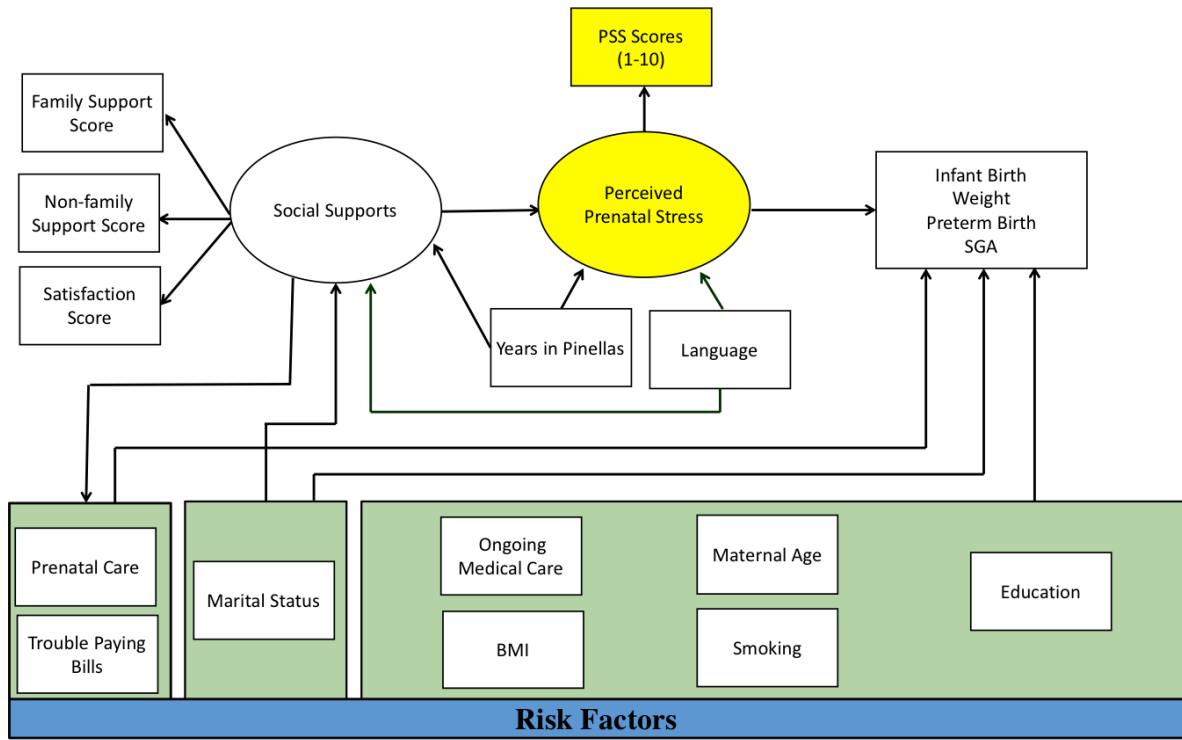 PSS Scores
(1-10)
Family Support
Score
Non-family
Support Score
Satisfaction
Score
Social Supports
Perceived
Prenatal Stress
Infant Birth
Weight
Preterm Birth
SGA
Years in Pinellas
Language
Prenatal Care
Trouble Paying
Bills
Marital Status
Ongoing
Medical Care
BMI
Maternal Age
Smoking
Education
Risk Factors